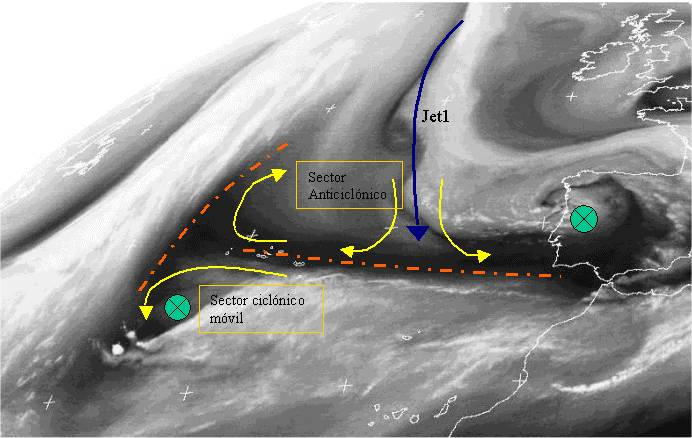 Jet1
Sector
Anticiclónico
Sector ciclónico
móvil